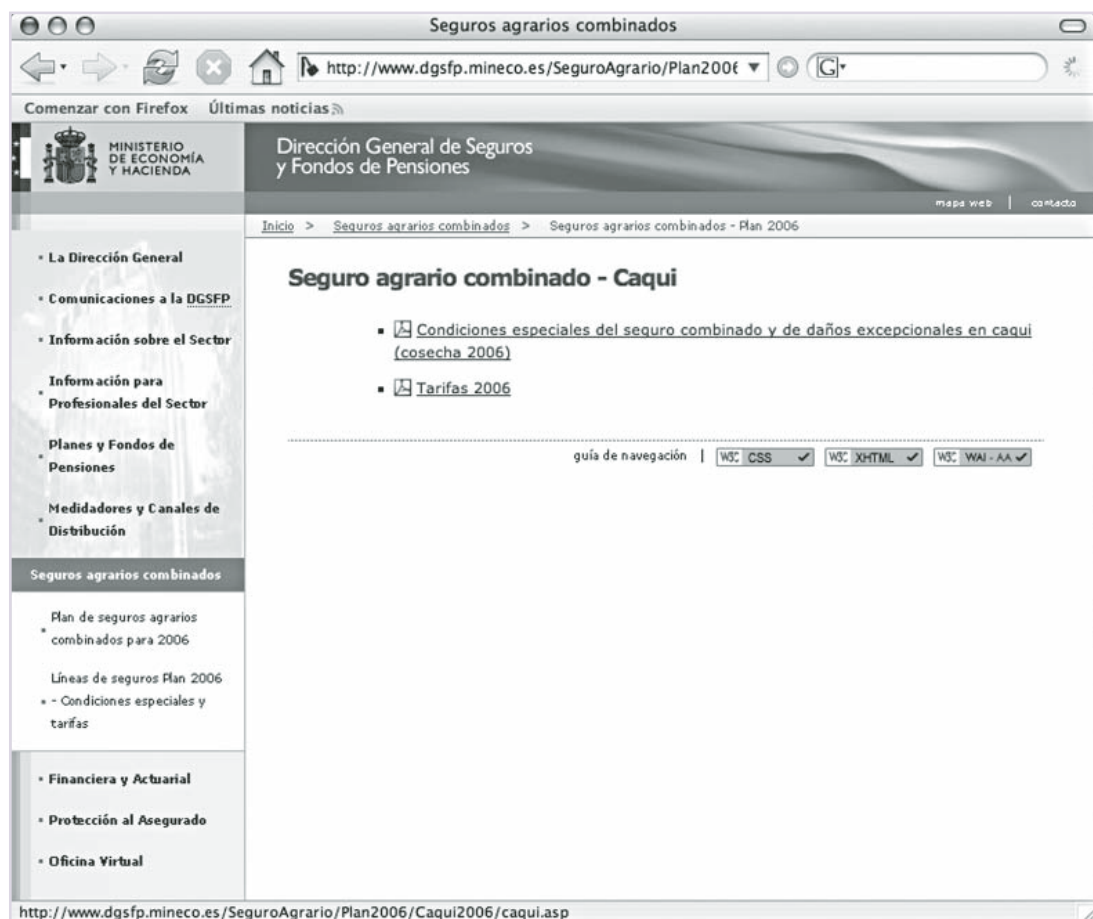 Seguros agrarios combinados
http://www.dgsfp.mineco.es/SeguroAgrario/Plan2006
G
Comenzar con Firefox Últimas noticias
MINISTERIO
DE ECONOMÍA
Y HACIENDA
Dirección General de Seguros
y Fondos de Pensiones
mapa web | contacta
Inicio > Seguros agrarios combinados > Seguros agrarios combinados - Plan 2006
La Dirección General
Comunicaciones a la DGSFP
Información sobre el Sector
Información para
Profesionales del Sector
Planes y Fondos de
Pensiones
Medidadores y Canales de
Distribución
Seguros agrarios combinados
Plan de seguros agrarios
combinados para 2006
Líneas de seguros Plan 2006
- Condiciones especiales y
tarifas
Financiera y Actuarial
Protección al Asegurado
Oficina Virtual
Seguro agrario combinado - Caqui
Condiciones especiales del seguro combinado y de daños excepcionales en caqui
(cosecha 2006)
Tarifas 2006
guía de navegación | W3C CSS W3C XHTML W3C WAI-AA
http://www.dgsfp.mineco.es/SeguroAgrario/Plan2006/Caqui2006/caqui.asp